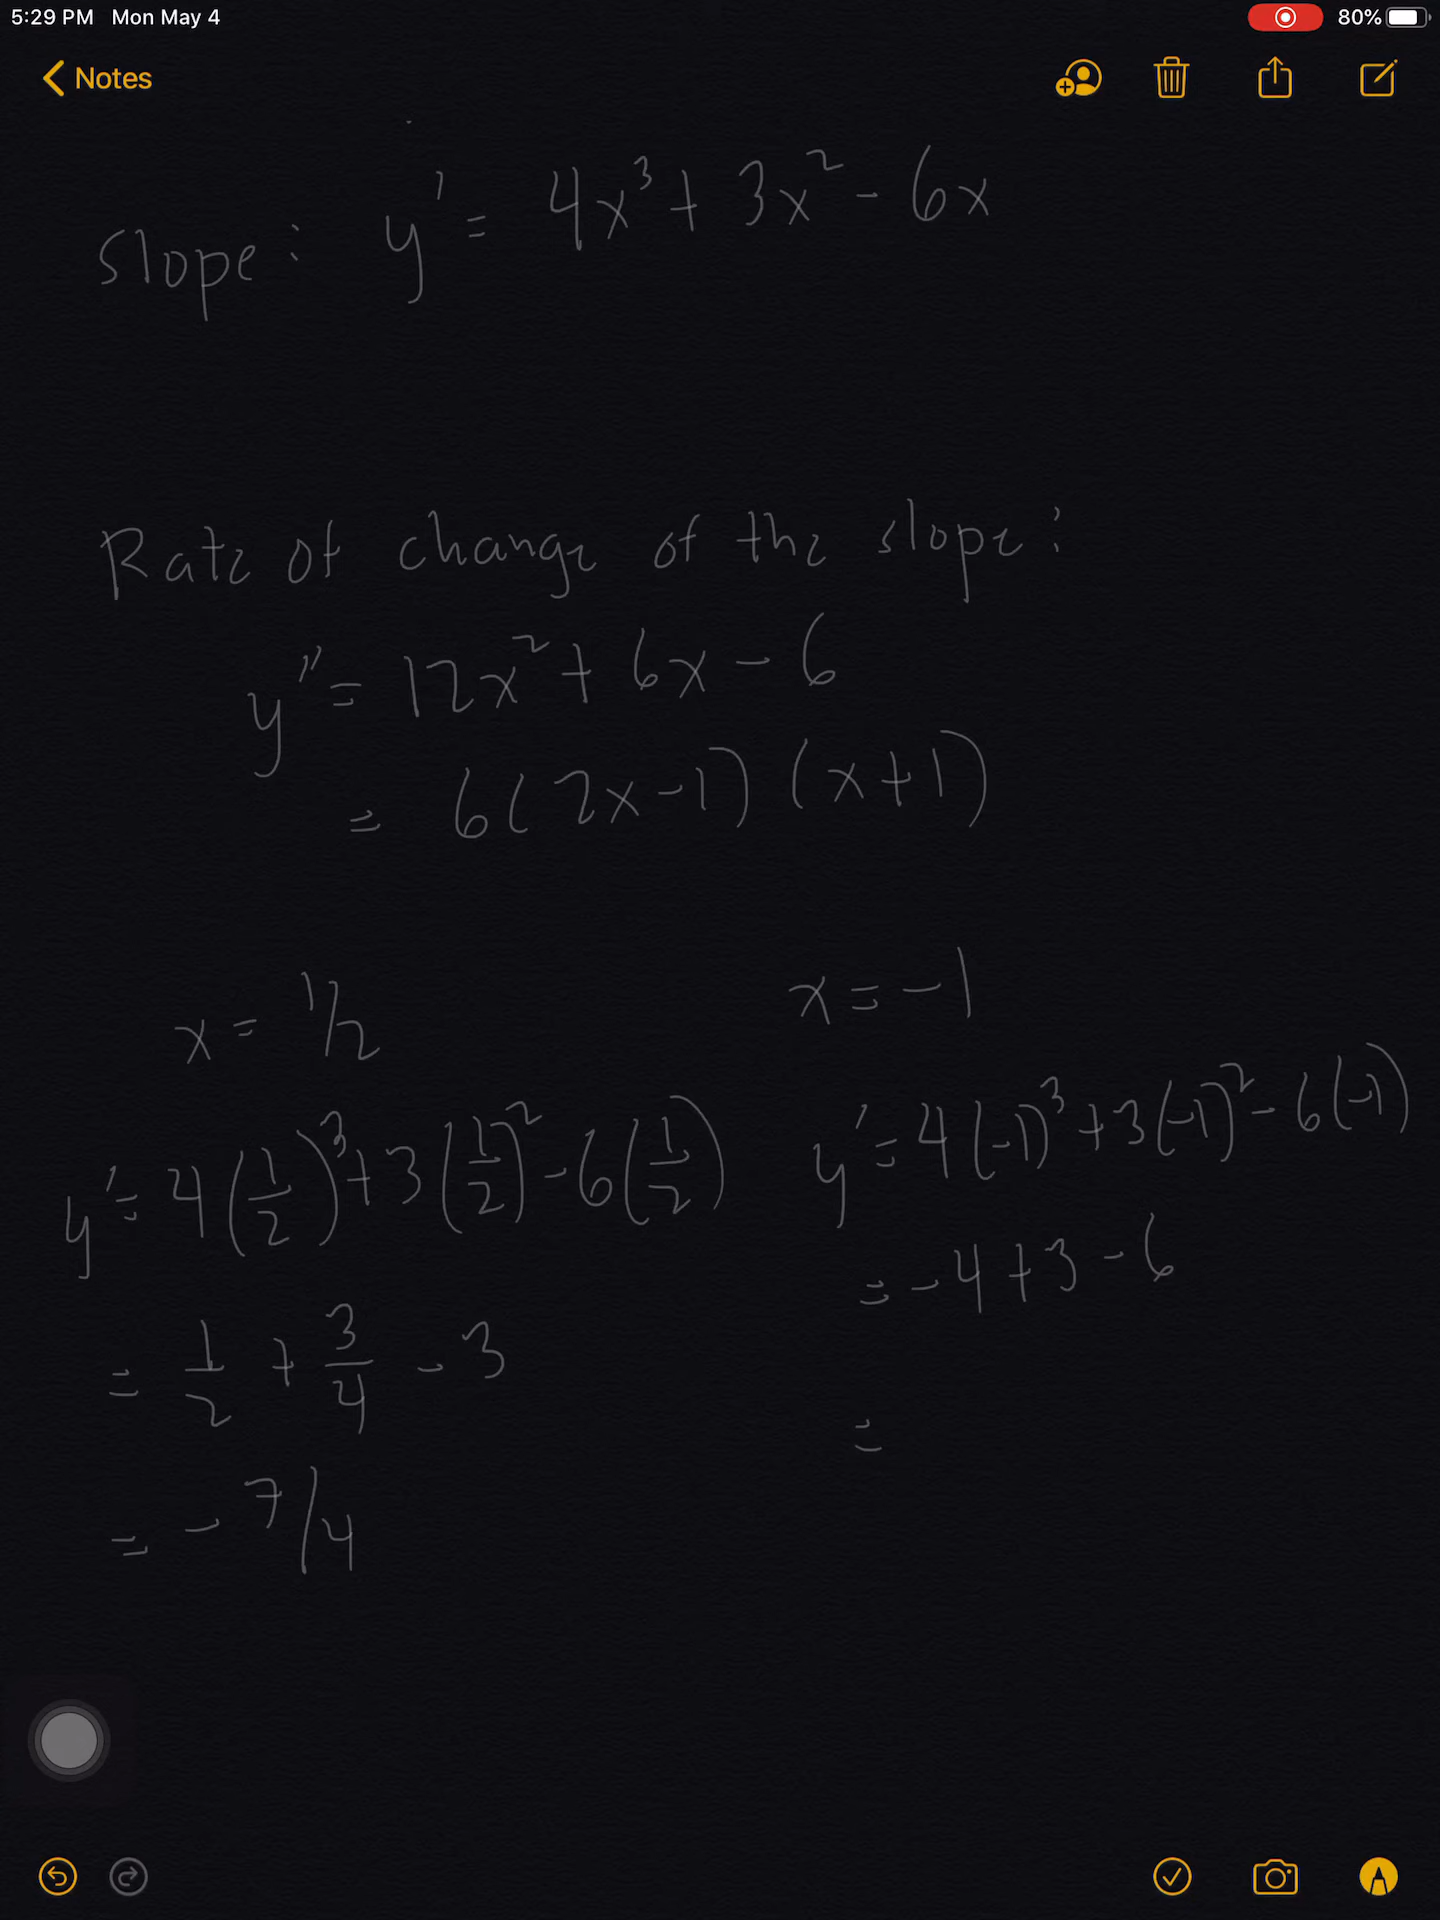 5:29 PM Mon May 4 80%
Notes
Slope: y' = 4x³ + 3x² - 6x
Rate of change of the slope:
y" = 12x² + 6x - 6
= 6(2x-1)(x+1)
x = 1/2
y' = 4(1/2)³ + 3(1/2)² - 6(1/2)
= 1/2 + 3/4 - 3
= - 7/4
x = -1
y' = 4(-1)³ + 3(-1)² - 6(-1)
= -4 + 3 - 6
=